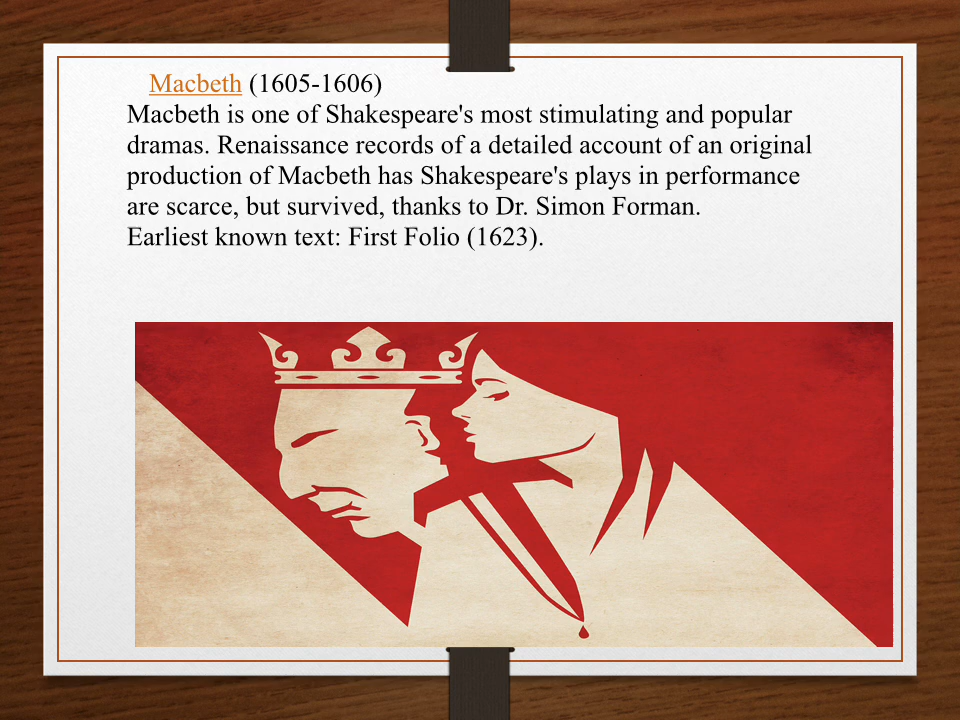 Macbeth (1605-1606)
Macbeth is one of Shakespeare's most stimulating and popular
dramas. Renaissance records of a detailed account of an original
production of Macbeth has Shakespeare's plays in performance
are scarce, but survived, thanks to Dr. Simon Forman.
Earliest known text: First Folio (1623).